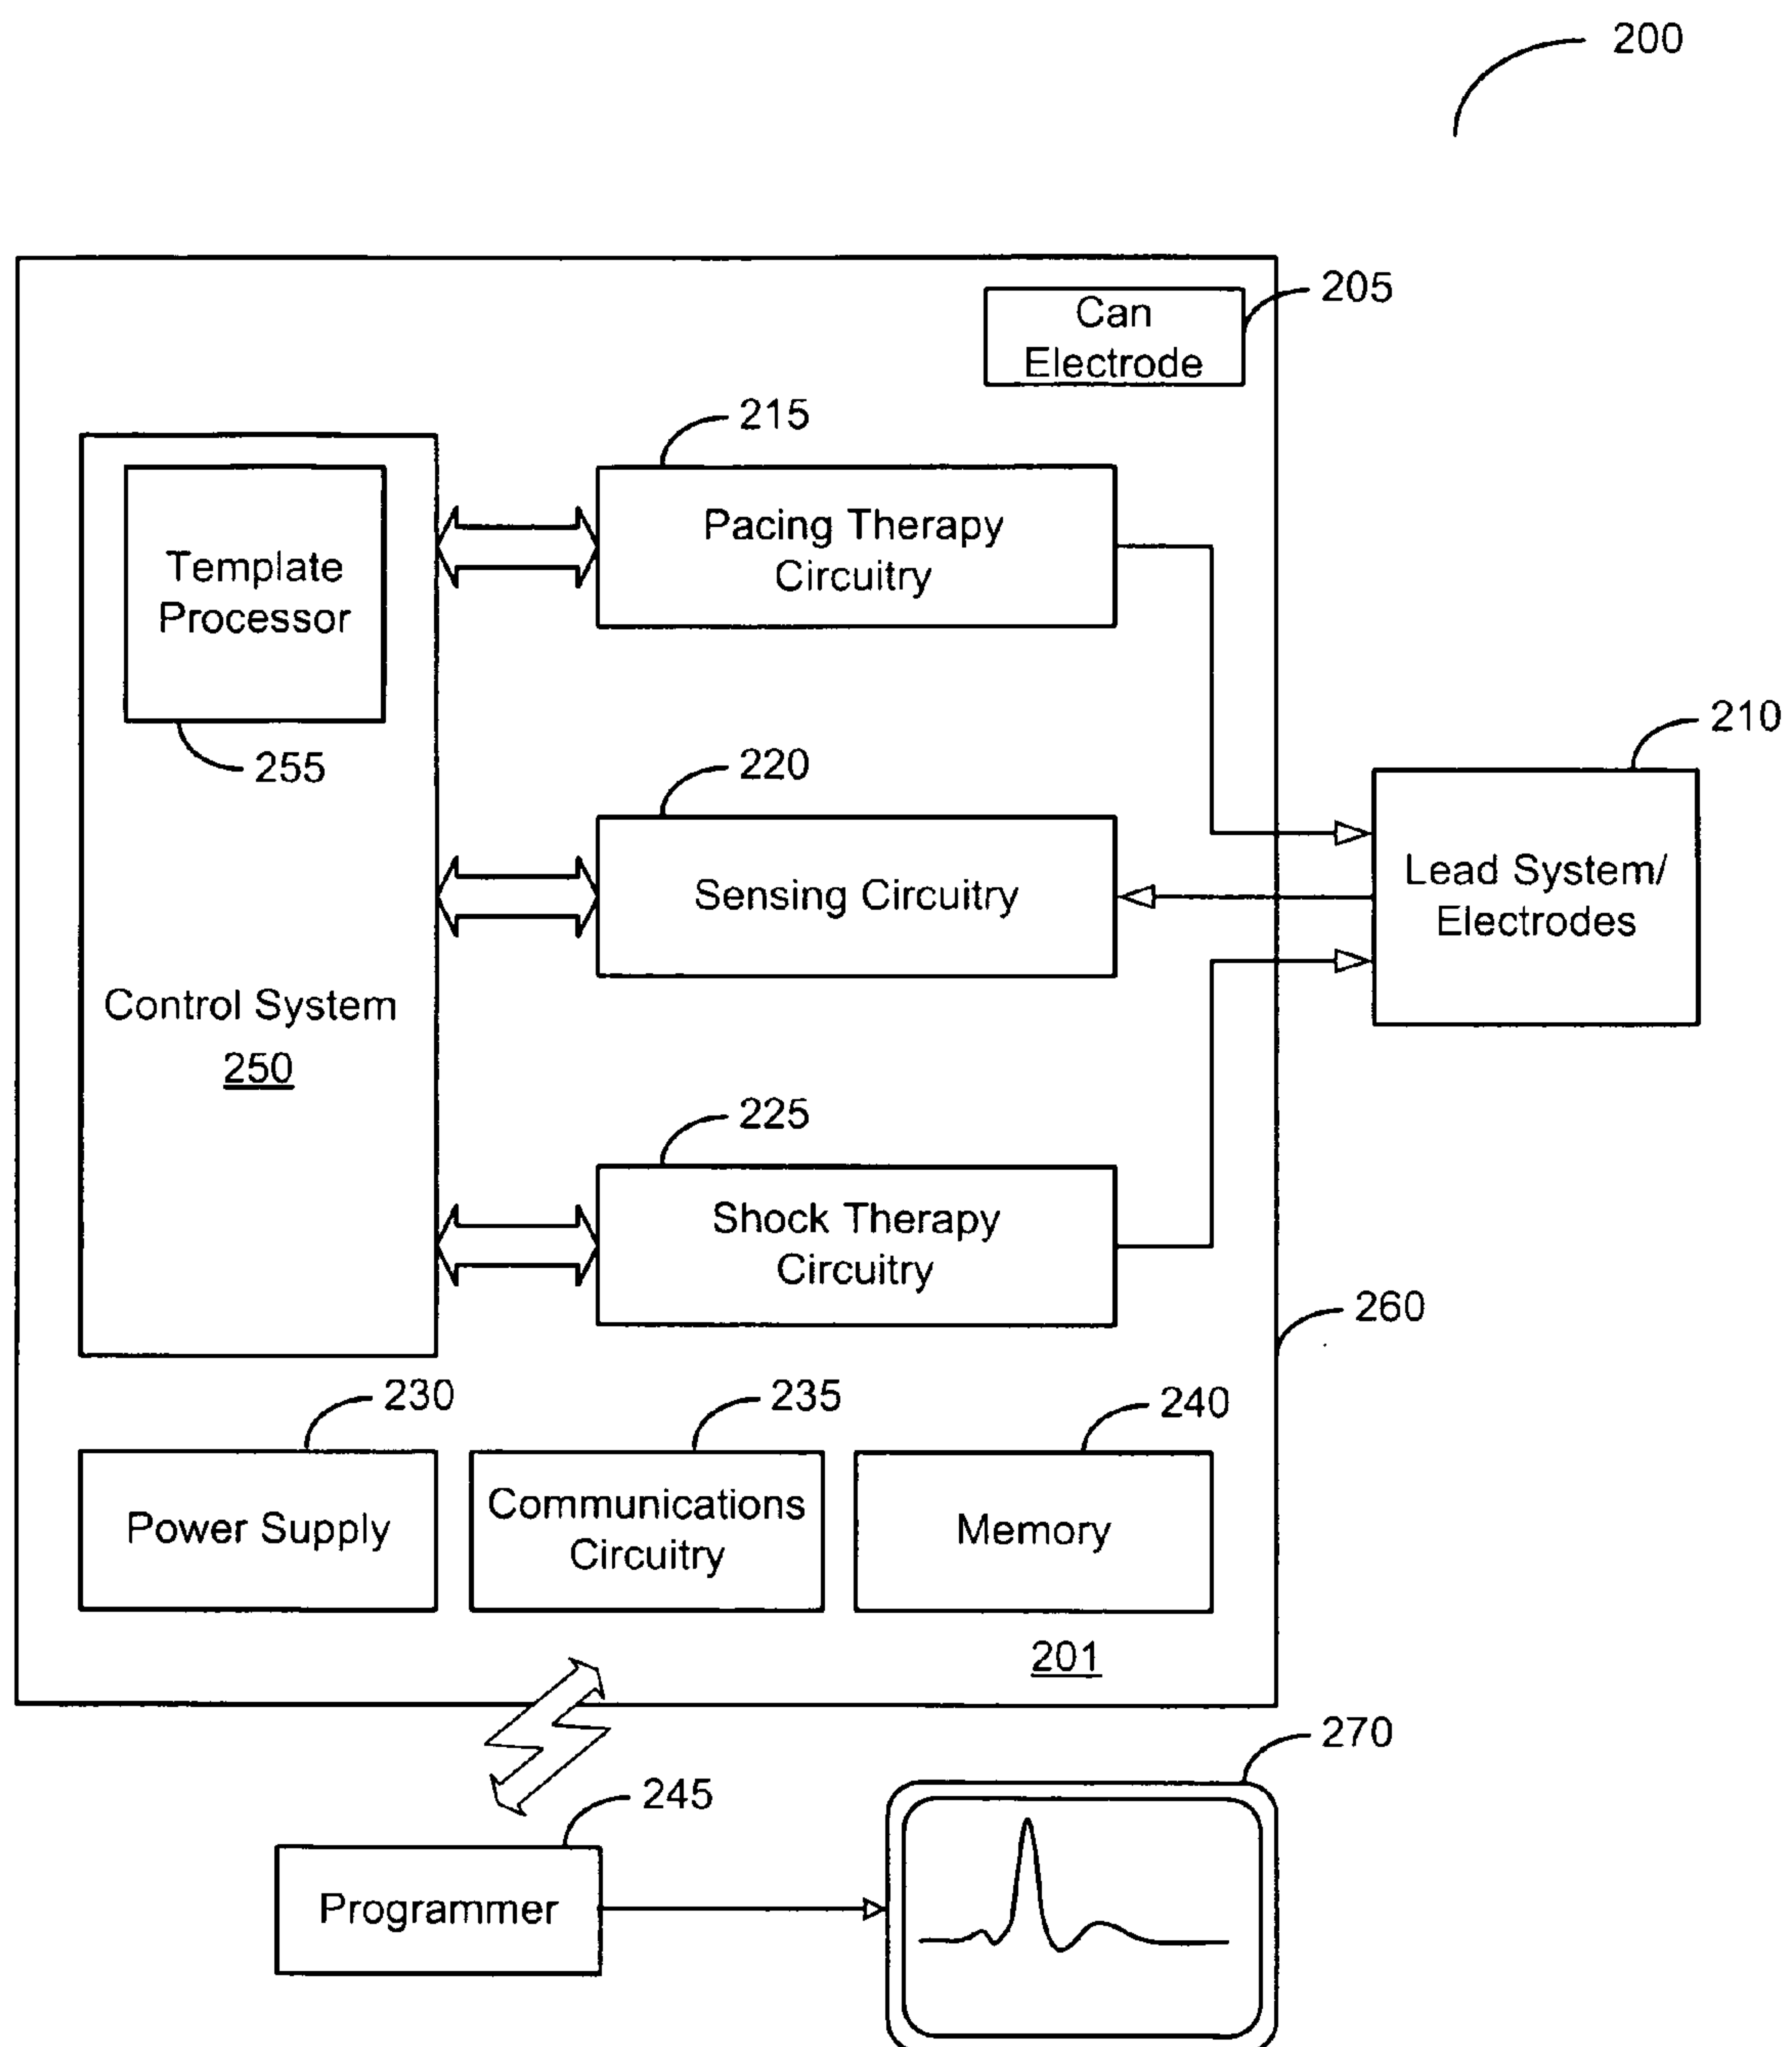 200
205
Can
Electrode
215
Pacing Therapy
Circuitry
Template
Processor
255
210
220
Sensing Circuitry
Lead System/
Electrodes
Control System
250
225
Shock Therapy
Circuitry
260
230
235
240
Power Supply
Communications
Circuitry
Memory
201
270
245
Programmer